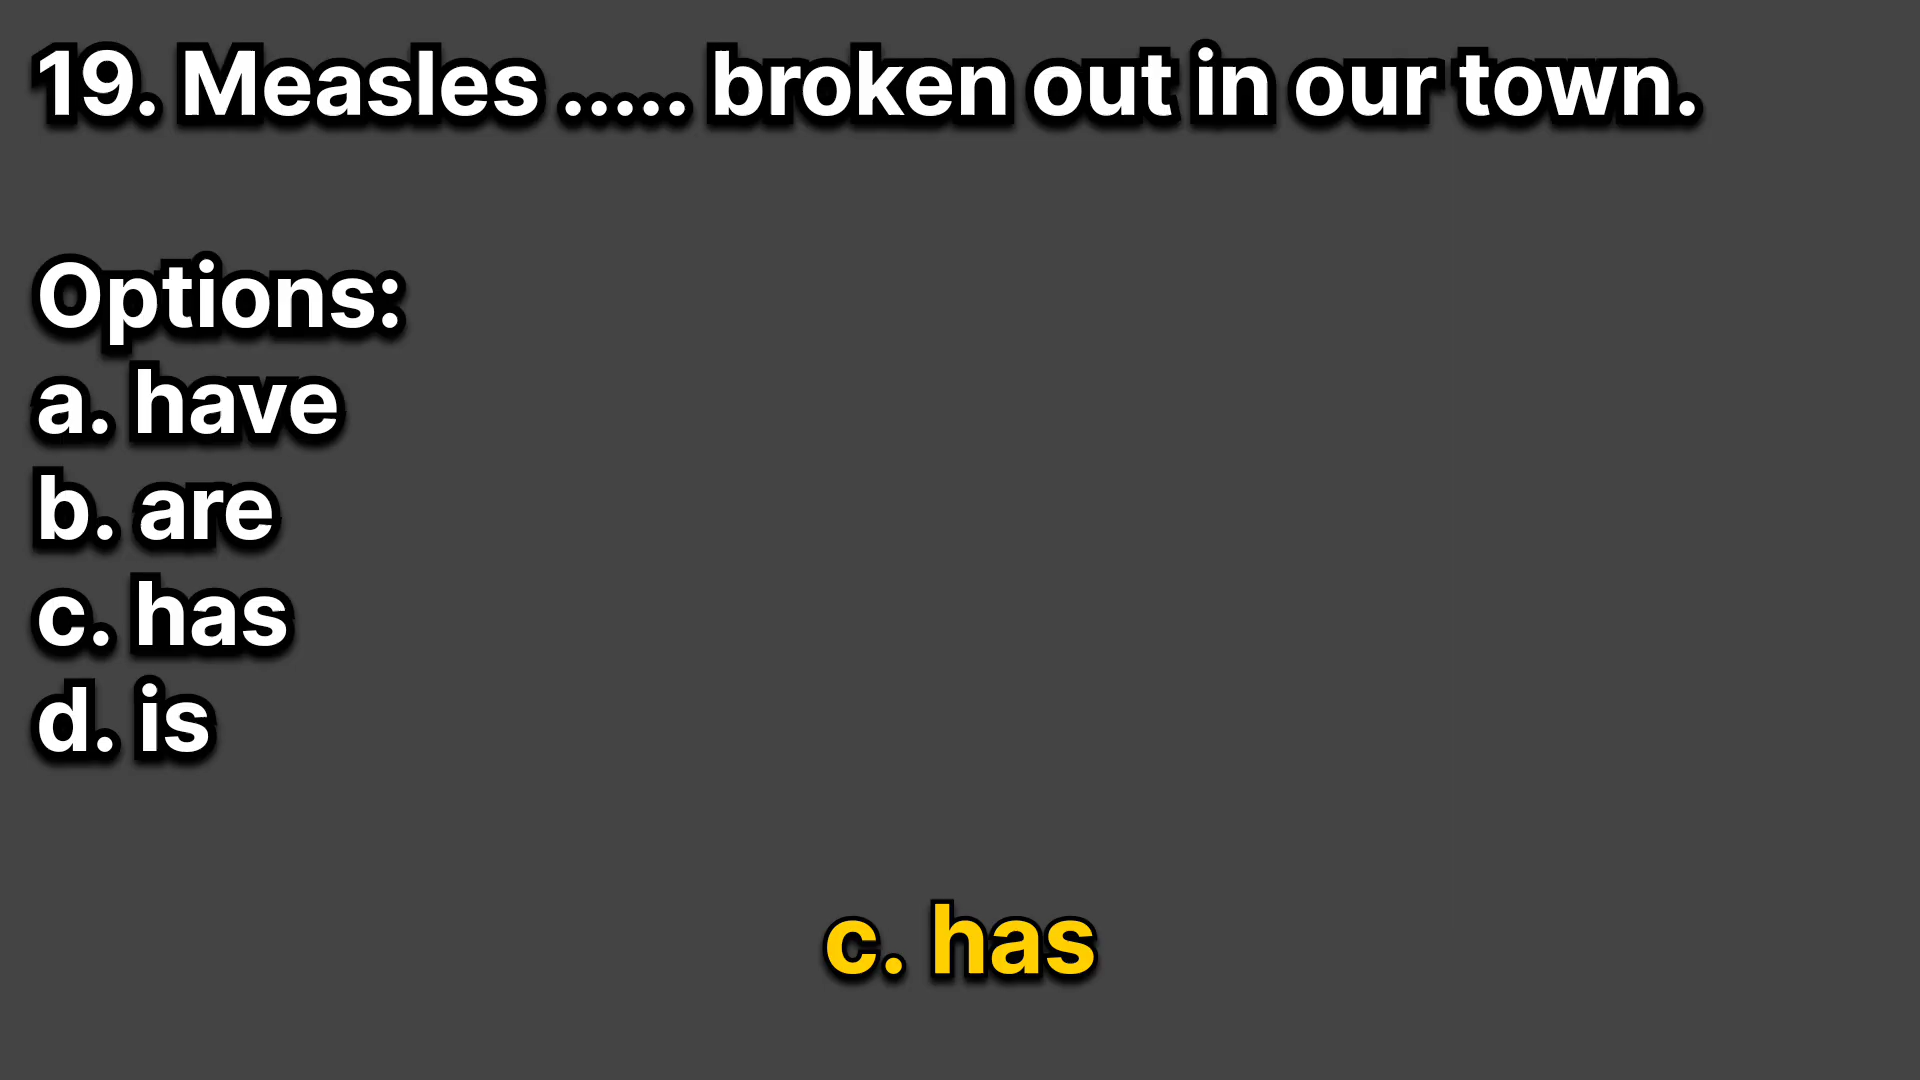 19. Measles ..... broken out in our town.
Options:
a. have
b. are
c. has
d. is
c. has